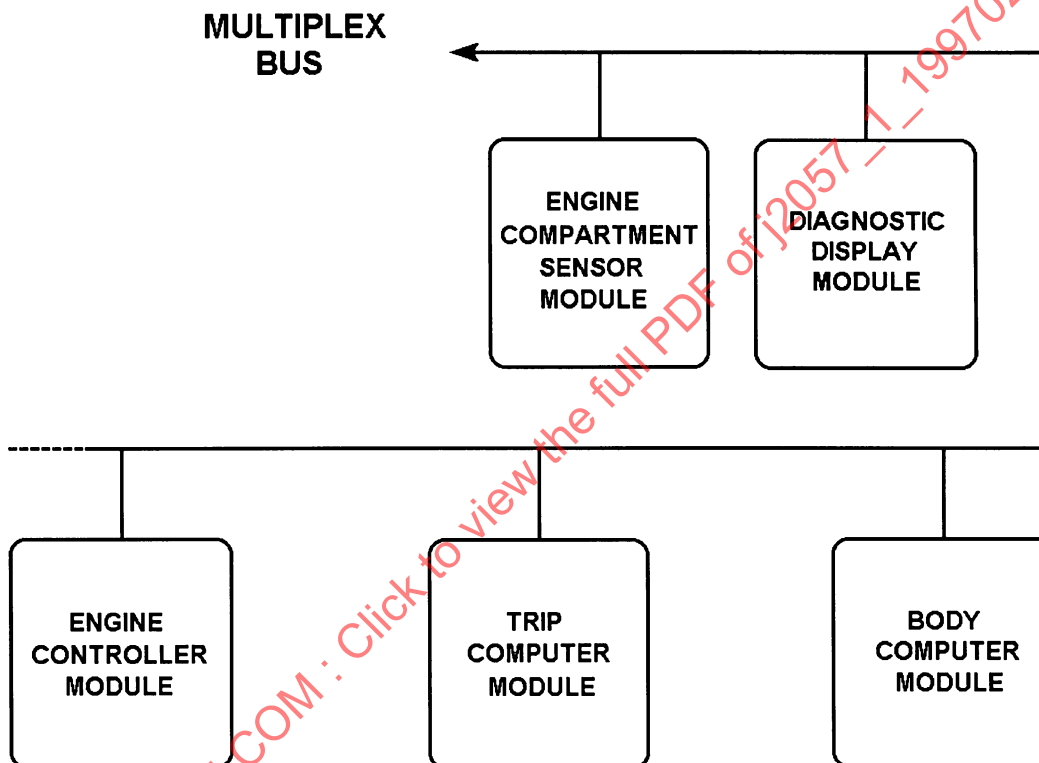 MULTIPLEX
BUS
ENGINE
COMPARTMENT
SENSOR
MODULE
DIAGNOSTIC
DISPLAY
MODULE
ENGINE
CONTROLLER
MODULE
TRIP
COMPUTER
MODULE
BODY
COMPUTER
MODULE
.COM : Click to view the full PDF of j2057_1_199702